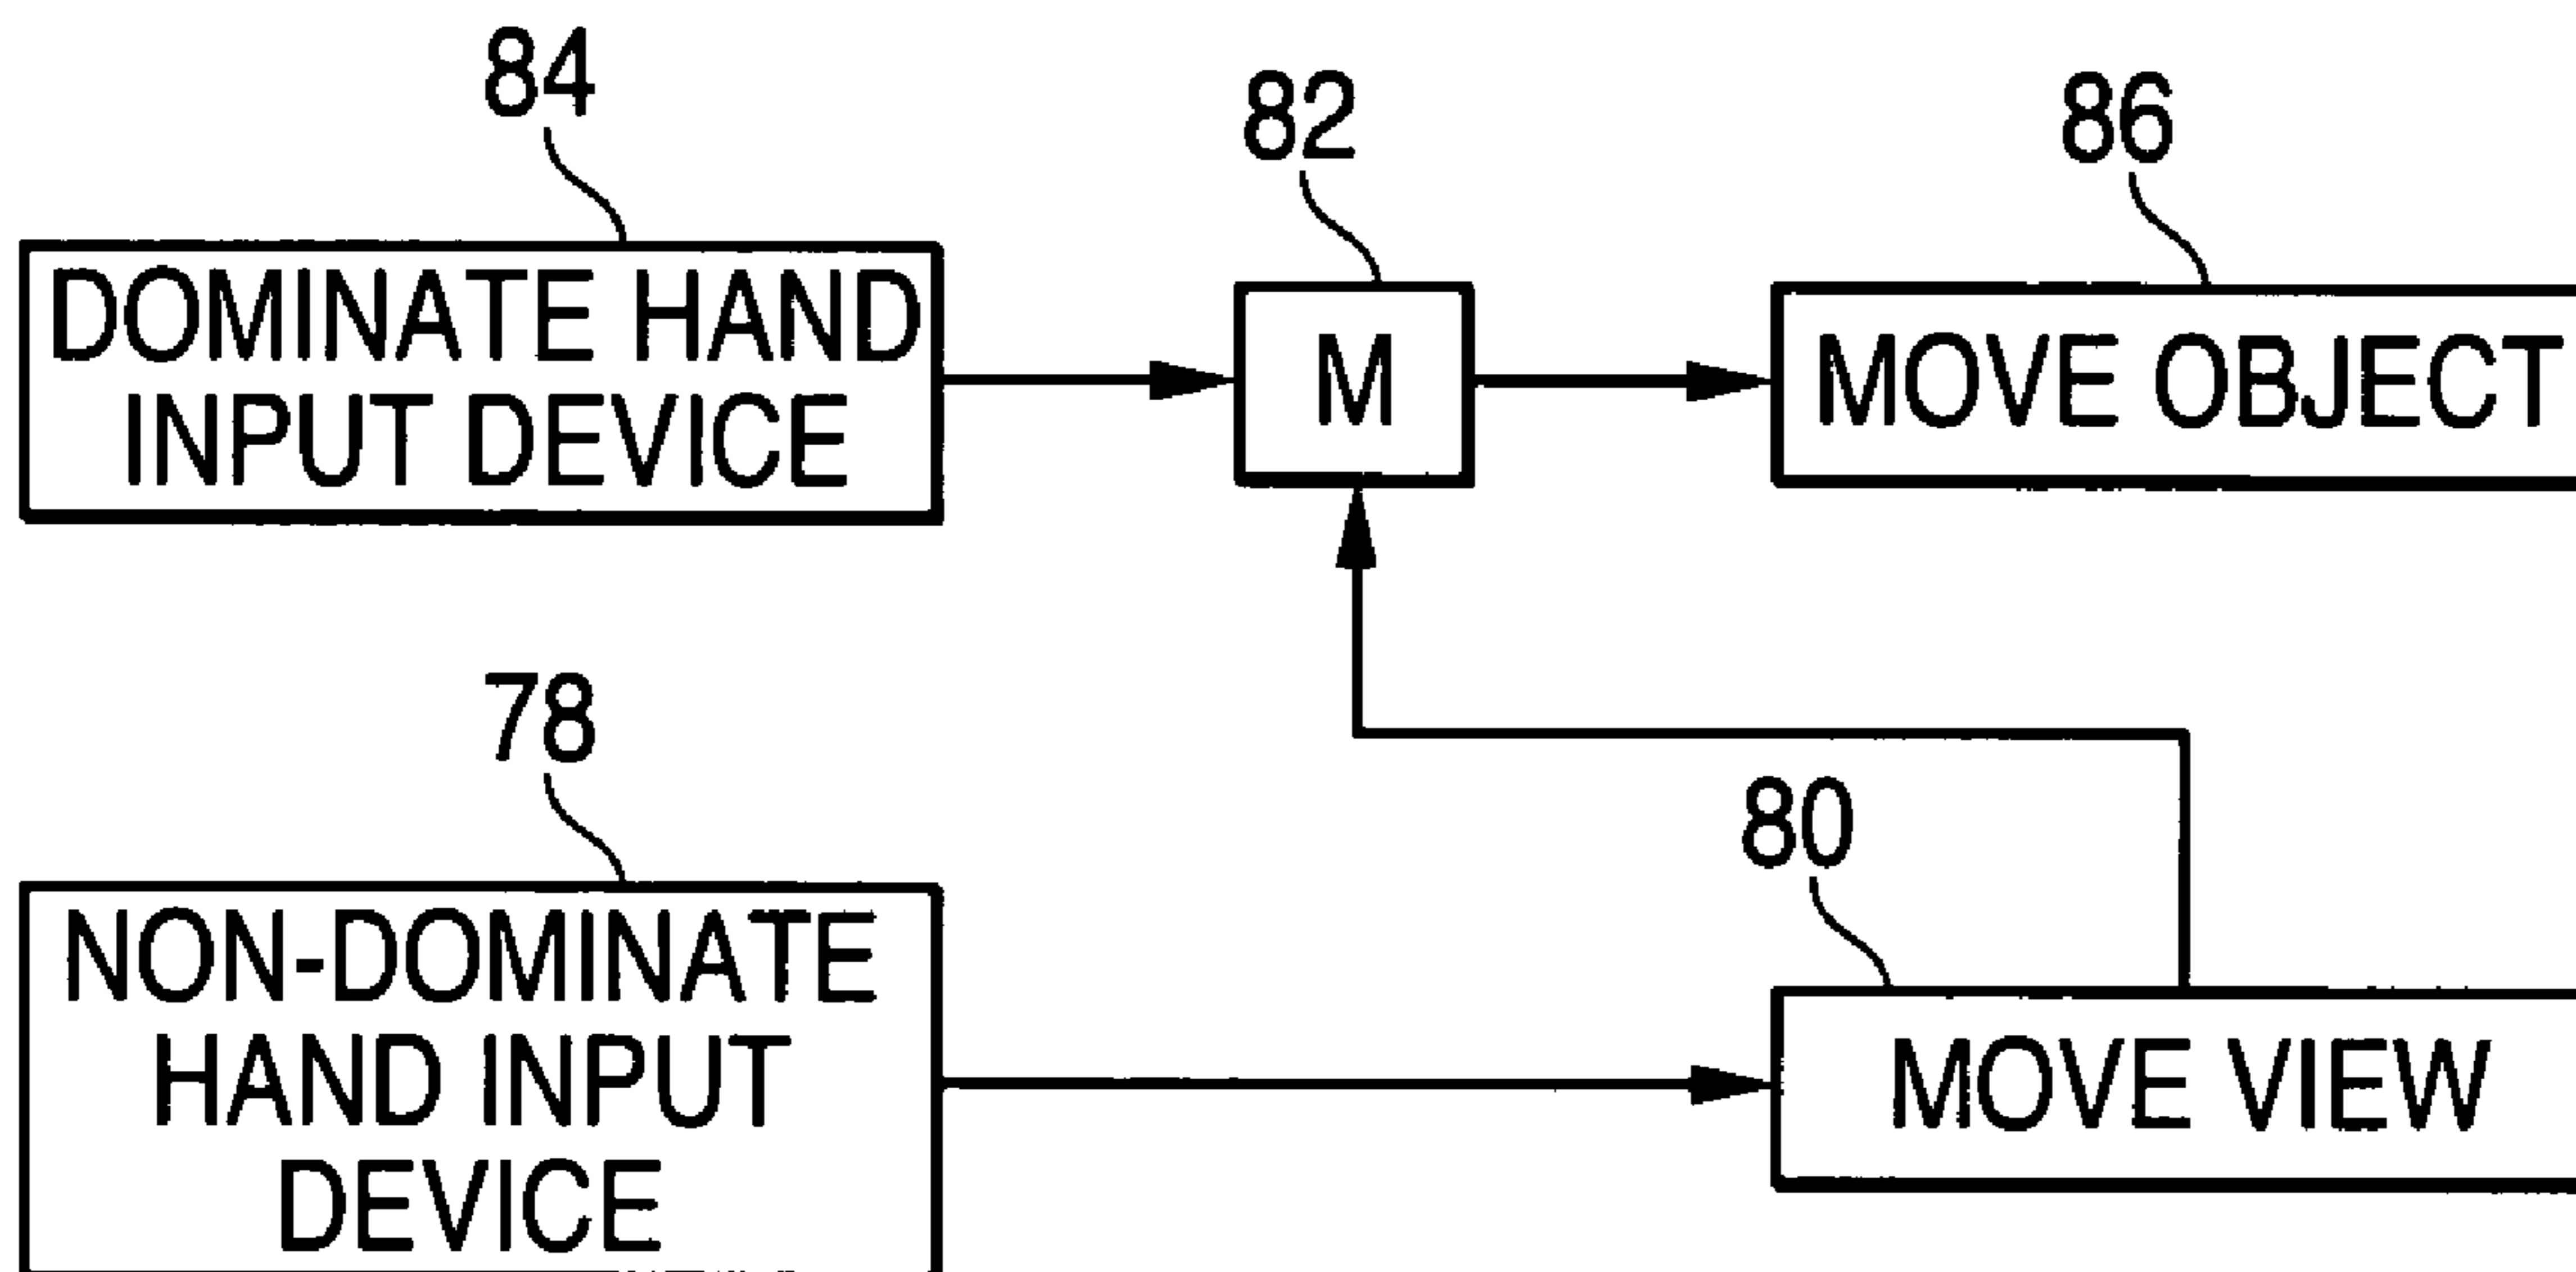 84
82
86
DOMINATE HAND
INPUT DEVICE
M
MOVE OBJECT
78
80
NON-DOMINATE
HAND INPUT
DEVICE
MOVE VIEW